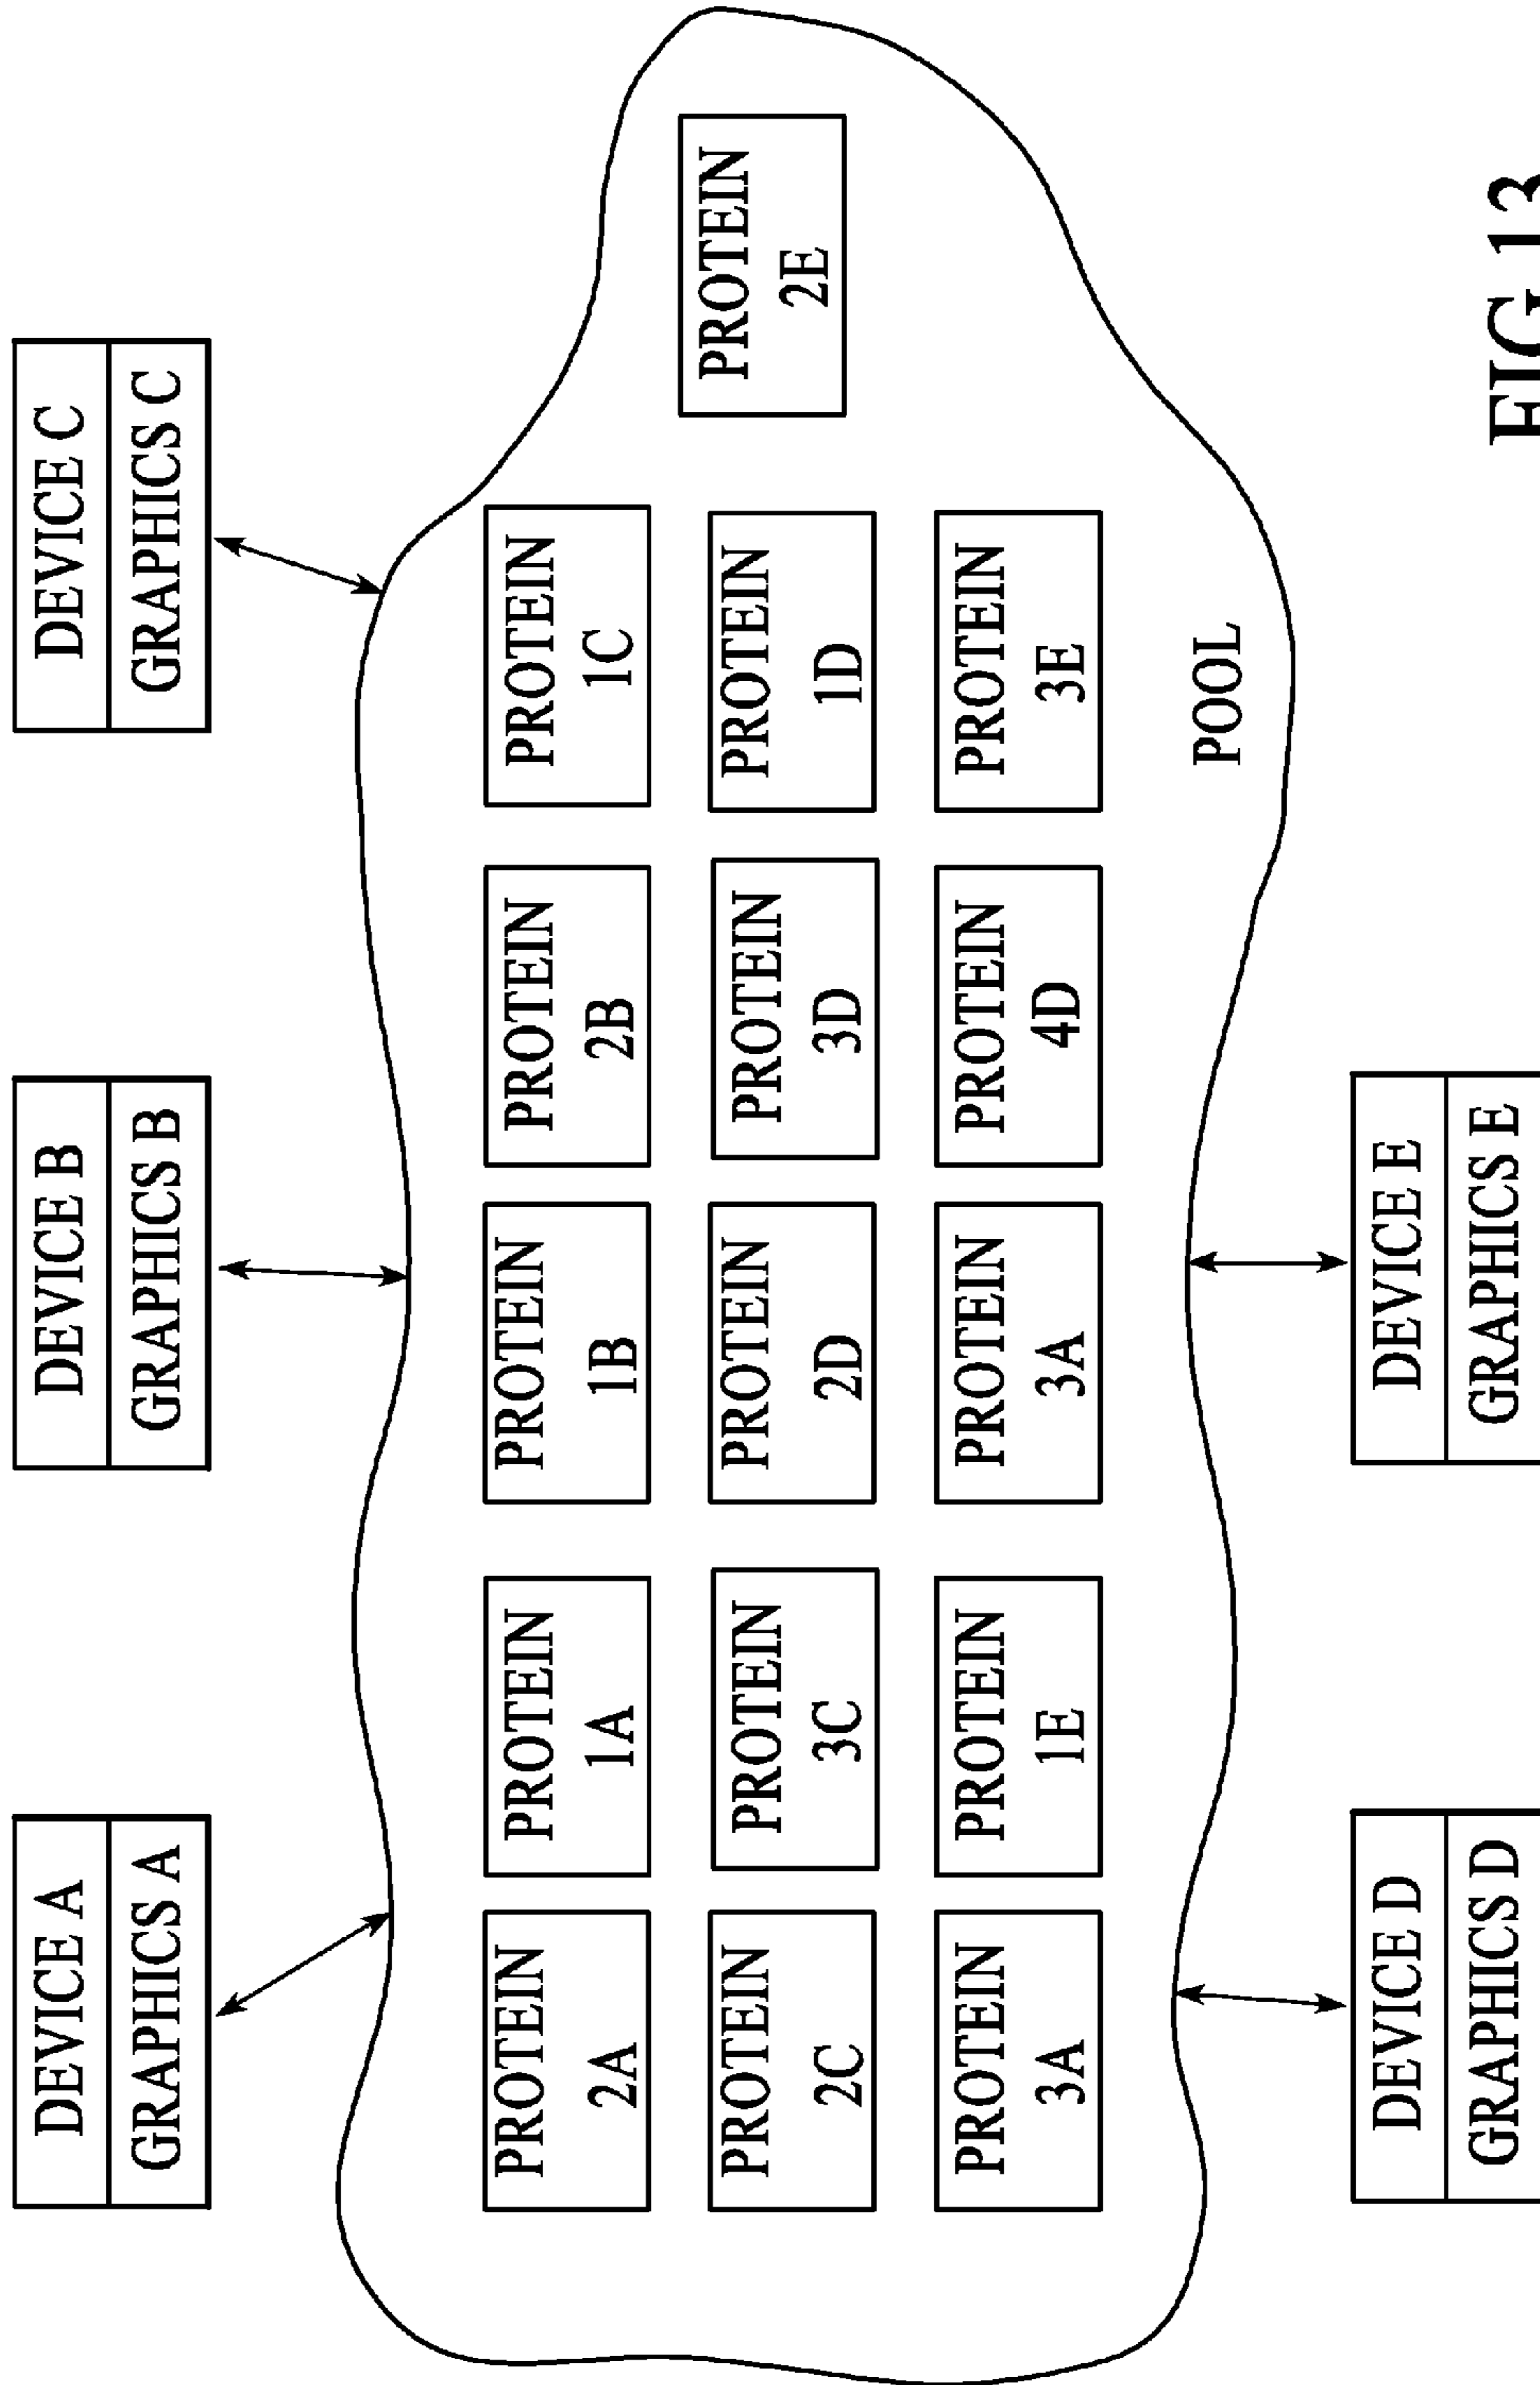 DEVICE A
GRAPHICS A
DEVICE B
GRAPHICS B
DEVICE C
GRAPHICS C
PROTEIN
2A
PROTEIN
1A
PROTEIN
1B
PROTEIN
2B
PROTEIN
1C
PROTEIN
2C
PROTEIN
3C
PROTEIN
2D
PROTEIN
3D
PROTEIN
1D
PROTEIN
2E
PROTEIN
3A
PROTEIN
1E
PROTEIN
3A
PROTEIN
4D
PROTEIN
3E
POOL
DEVICE D
GRAPHICS D
DEVICE E
GRAPHICS E
FIG.13